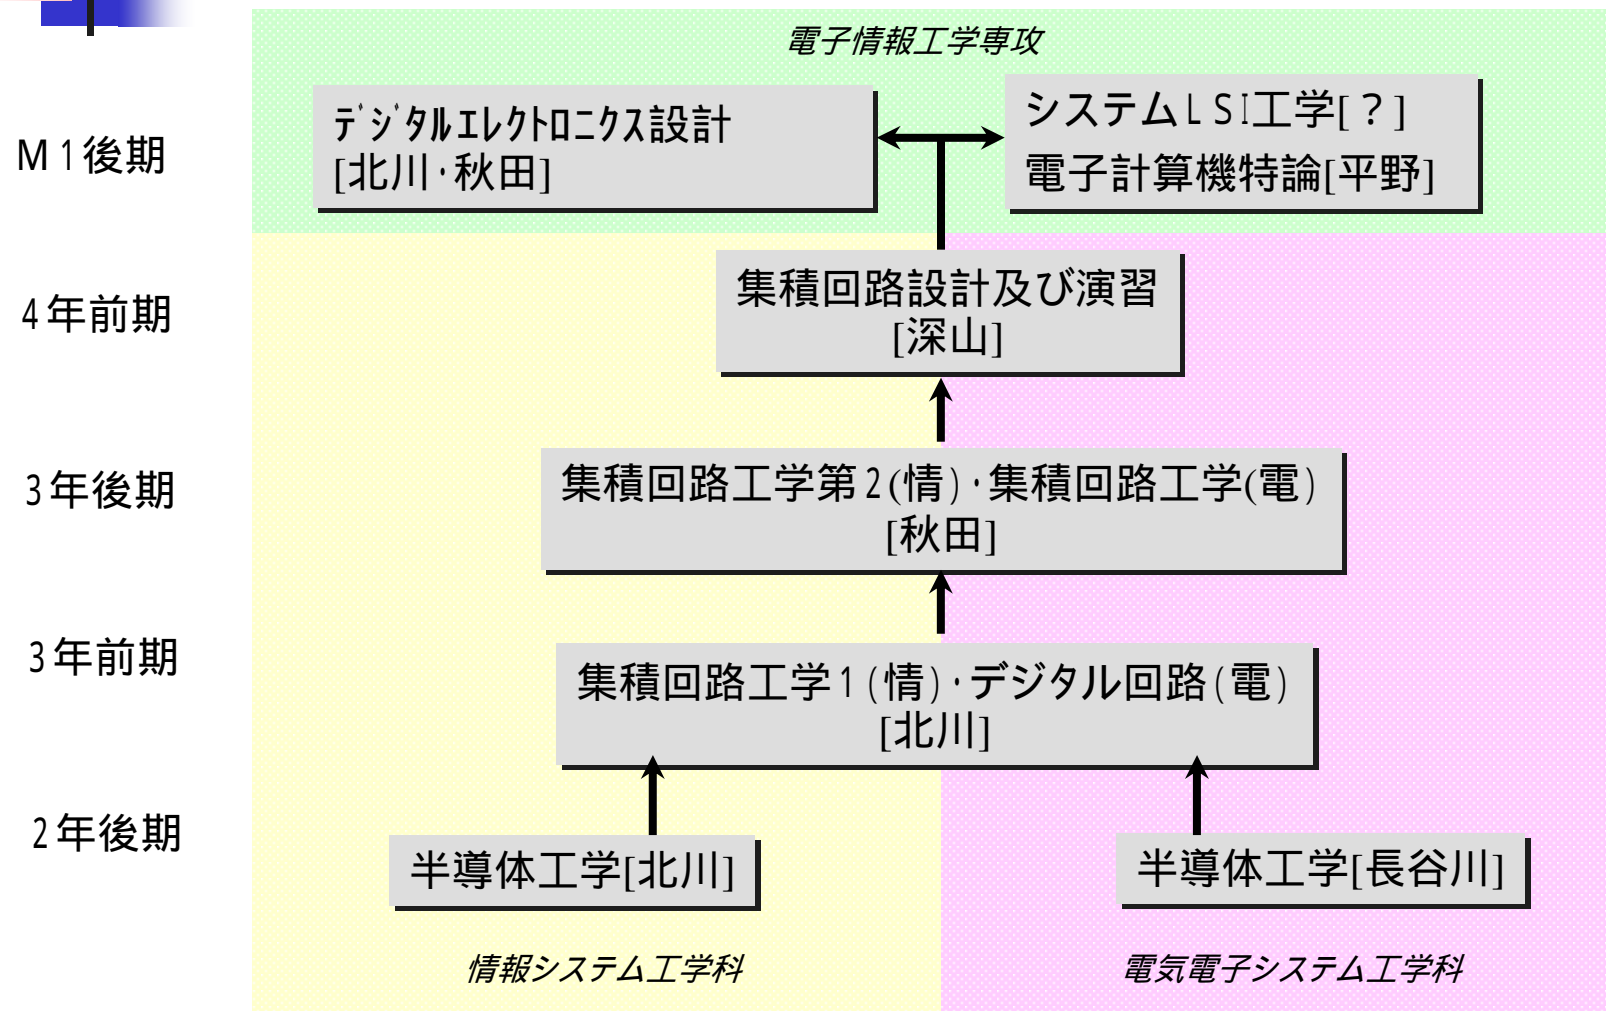 電子情報工学専攻
M1後期
デジタルエレクトロニクス設計
[北川・秋田]
システムLSI工学[？]
電子計算機特論[平野]
4年前期
集積回路設計及び演習
[深山]
3年後期
集積回路工学第2(情)・集積回路工学(電)
[秋田]
3年前期
集積回路工学1(情)・デジタル回路(電)
[北川]
2年後期
半導体工学[北川]
半導体工学[長谷川]
情報システム工学科
電気電子システム工学科